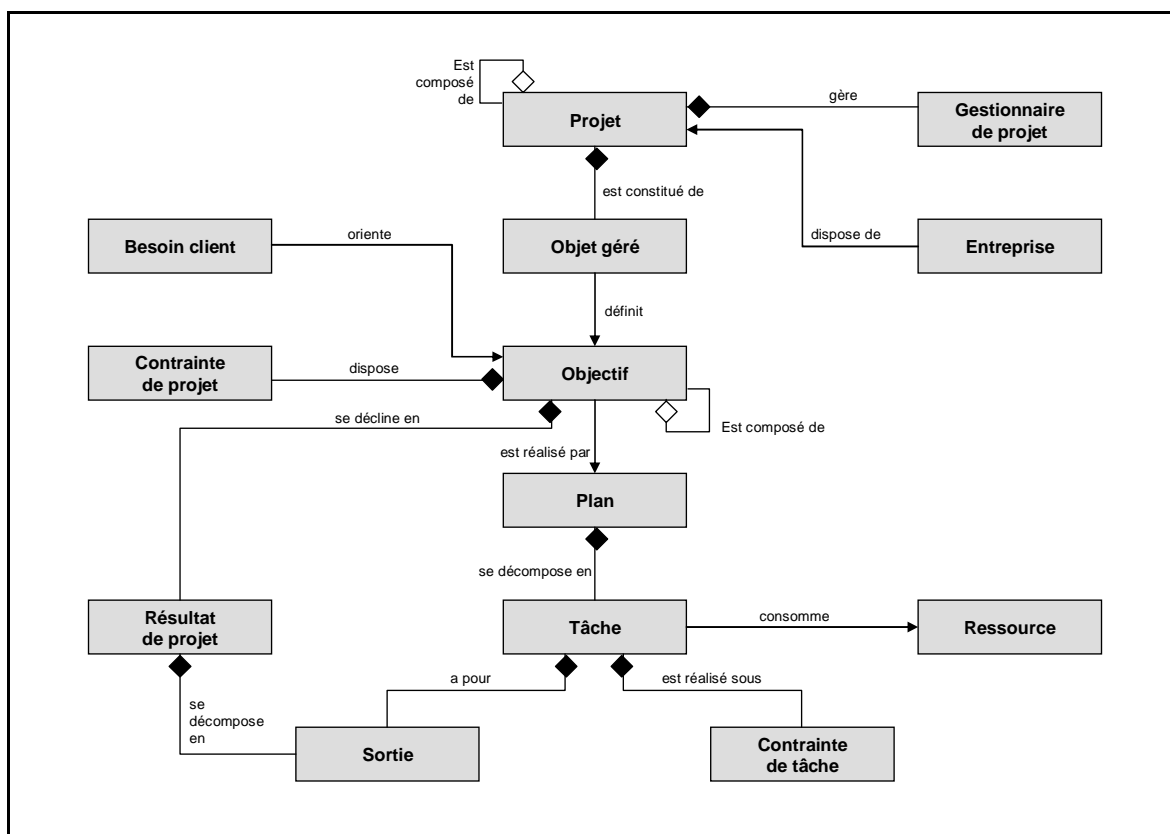 Est
composé
de
gère
Projet
Gestionnaire
de projet
est constitué de
Besoin client
oriente
Objet géré
dispose de
Entreprise
définit
Contrainte
de projet
dispose
Objectif
se décline en
Est composé de
est réalisé par
Plan
se décompose en
Résultat
de projet
Tâche
consomme
Ressource
a pour
est réalisé sous
se
décompose
en
Sortie
Contrainte
de tâche